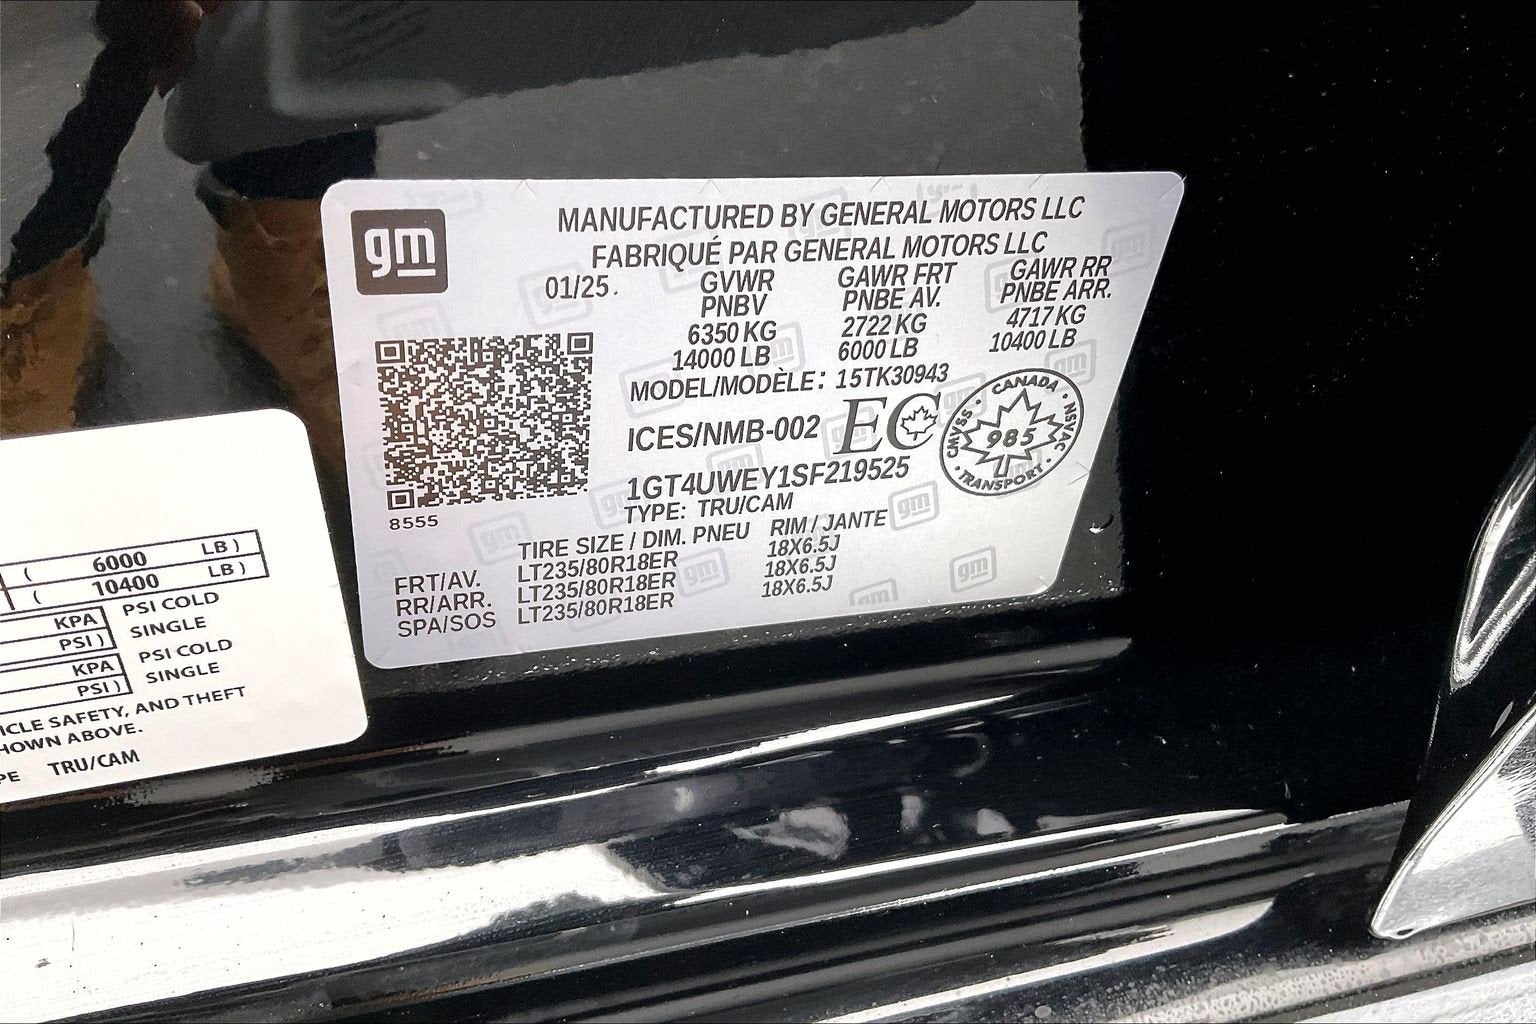 gm
MANUFACTURED BY GENERAL MOTORS LLC
FABRIQUÉ PAR GENERAL MOTORS LLC
01/25.
GVWR GAWR FRT GAWR RR
PNBV PNBE AV. PNBE ARR.
6350 KG 2722 KG 4717 KG
14000 LB 6000 LB 10400 LB
MODEL/MODÈLE: 15TK30943
ICES/NMB-002 EC
CANADA
CMVSS 985 NSVAC
TRANSPORT
1GT4UWEY1SF219525
TYPE: TRU/CAM
8555
TIRE SIZE / DIM. PNEU RIM / JANTE
FRT/AV. LT235/80R18ER 18X6.5J
RR/ARR. LT235/80R18ER 18X6.5J
SPA/SOS LT235/80R18ER 18X6.5J
( 6000 LB )
( 10400 LB )
KPA PSI COLD
PSI ) SINGLE
KPA PSI COLD
PSI ) SINGLE
SAFETY, AND THEFT
ABOVE.
TRU/CAM